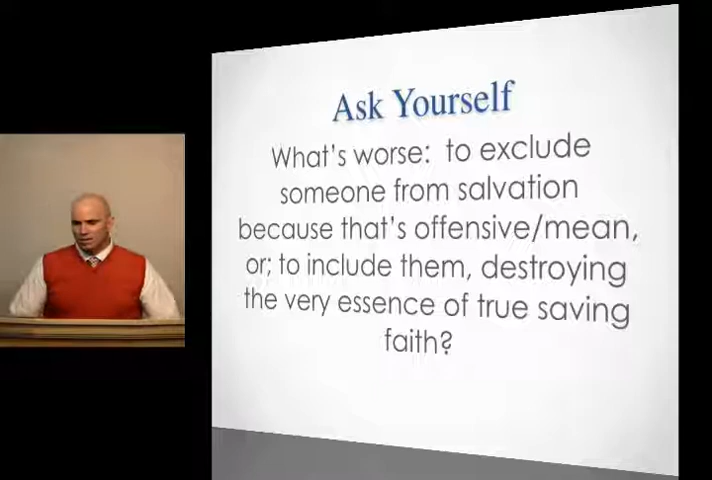 Ask Yourself
What's worse:  to exclude
someone from salvation
because that's offensive/mean,
or; to include them, destroying
the very essence of true saving
faith?